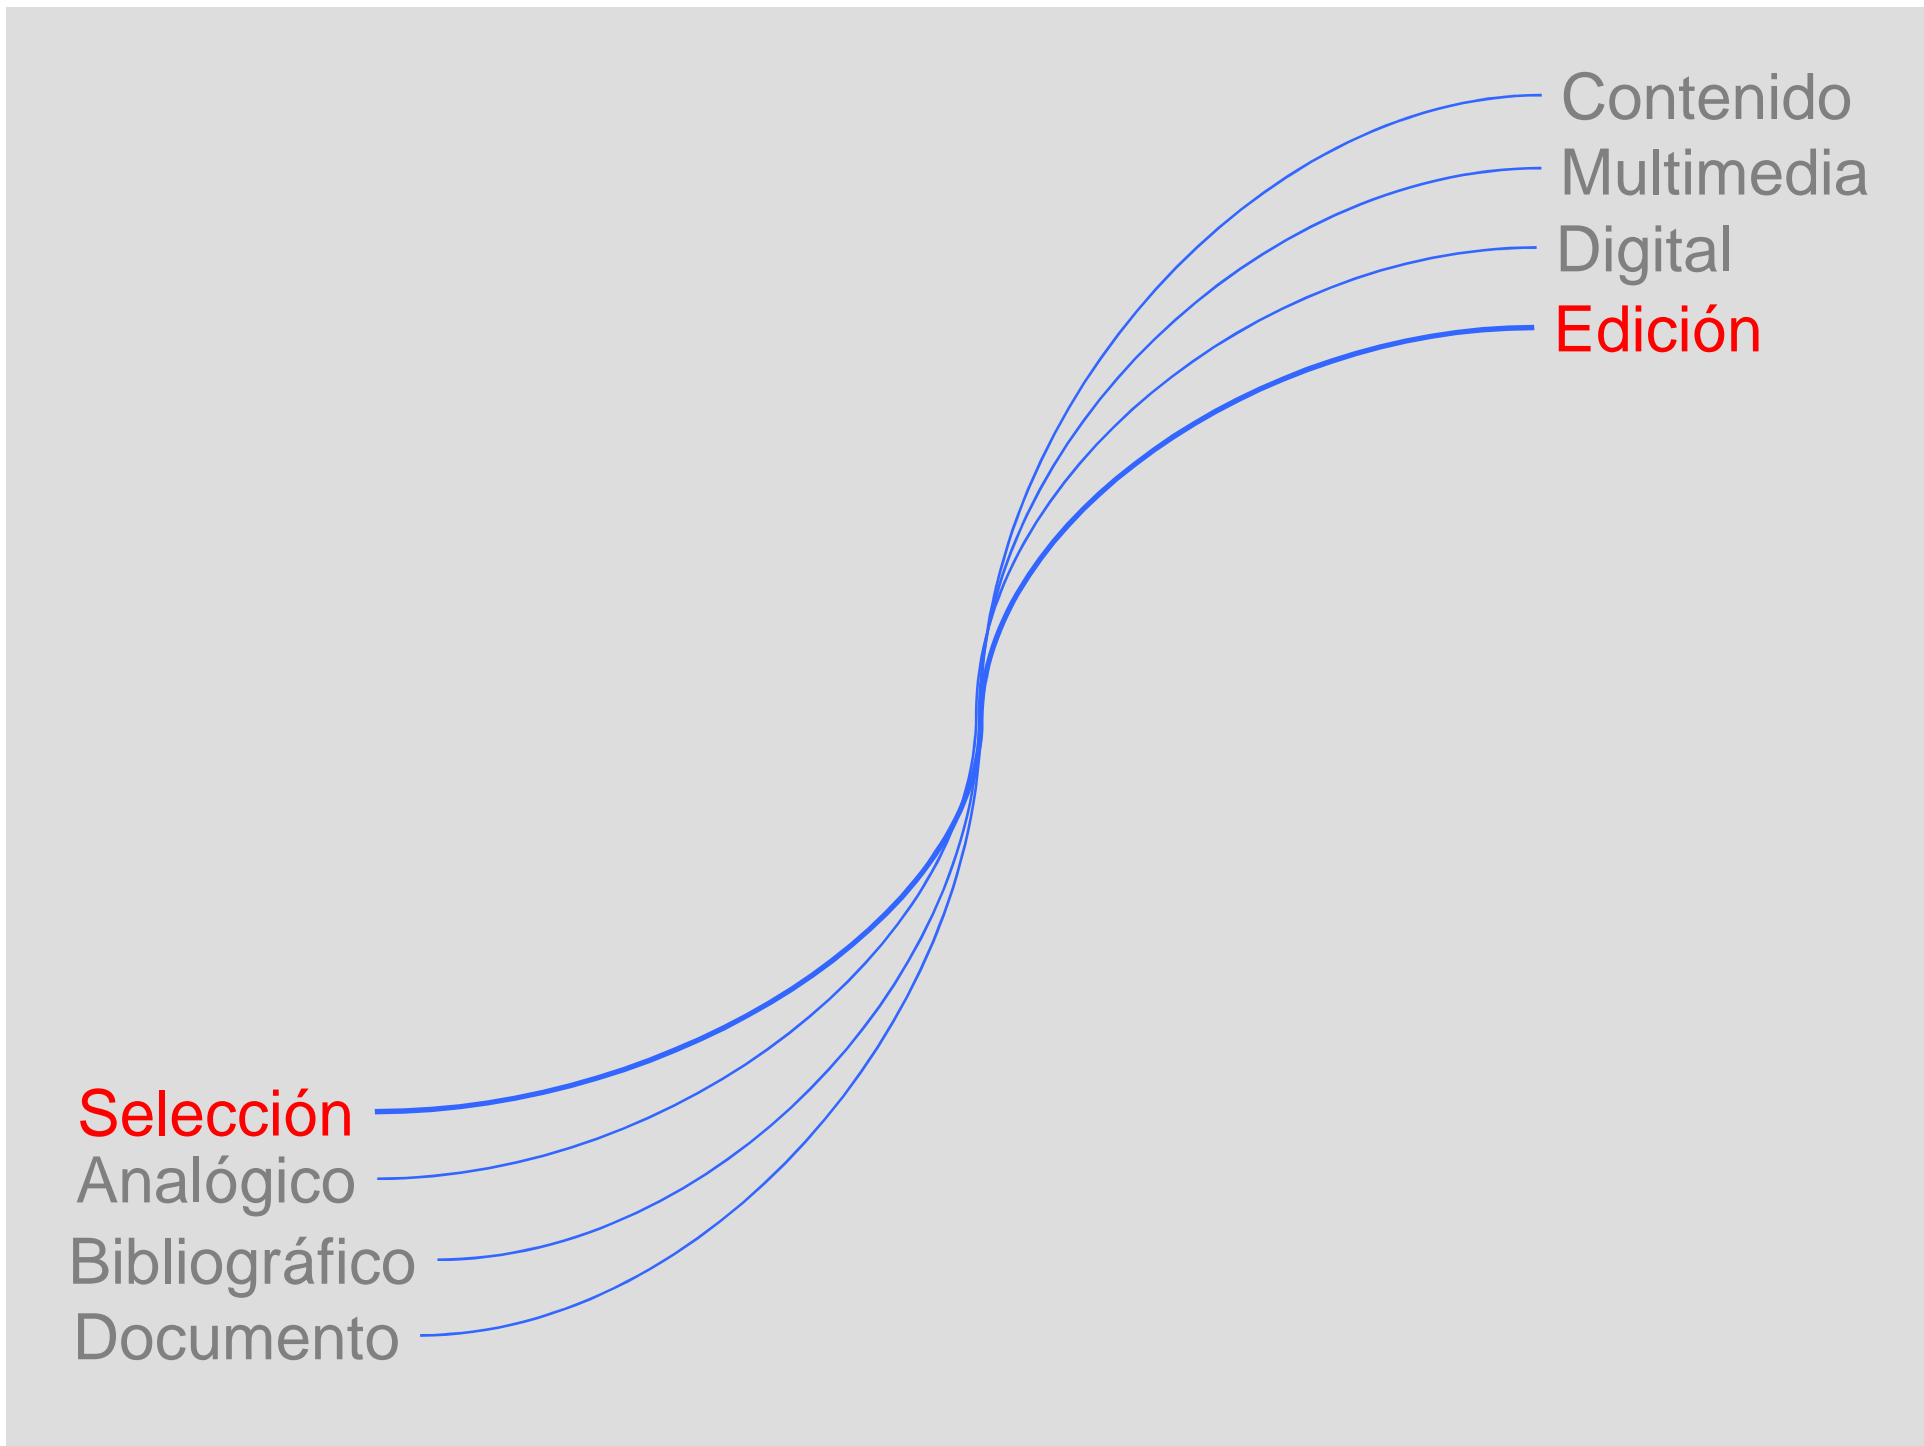 Contenido
Multimedia
Digital
Edición
Selección
Analógico
Bibliográfico
Documento